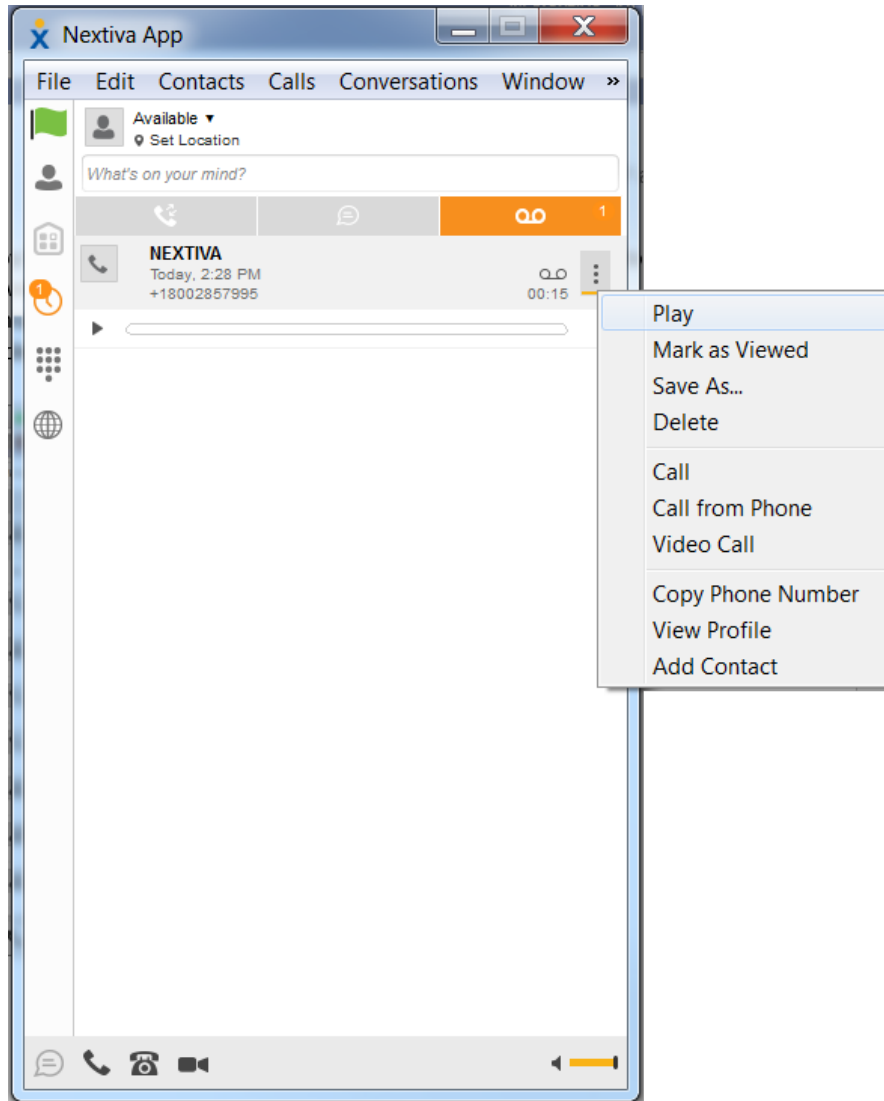 Nextiva App
File Edit Contacts Calls Conversations Window »
Available ▾
Set Location
What's on your mind?
1
NEXTIVA
Today, 2:28 PM
+18002857995
00:15
1
Play
Mark as Viewed
Save As...
Delete
Call
Call from Phone
Video Call
Copy Phone Number
View Profile
Add Contact